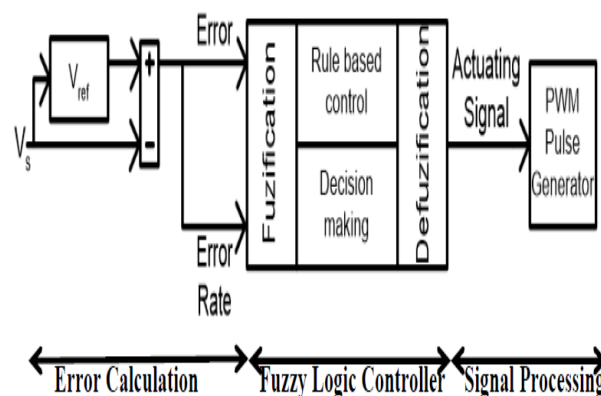 V_ref
V_s
+
-
Error
Error
Rate
Fuzification
Rule based
control
Decision
making
Defuzification
Actuating
Signal
PWM
Pulse
Generator
Error Calculation
Fuzzy Logic Controller
Signal Processing